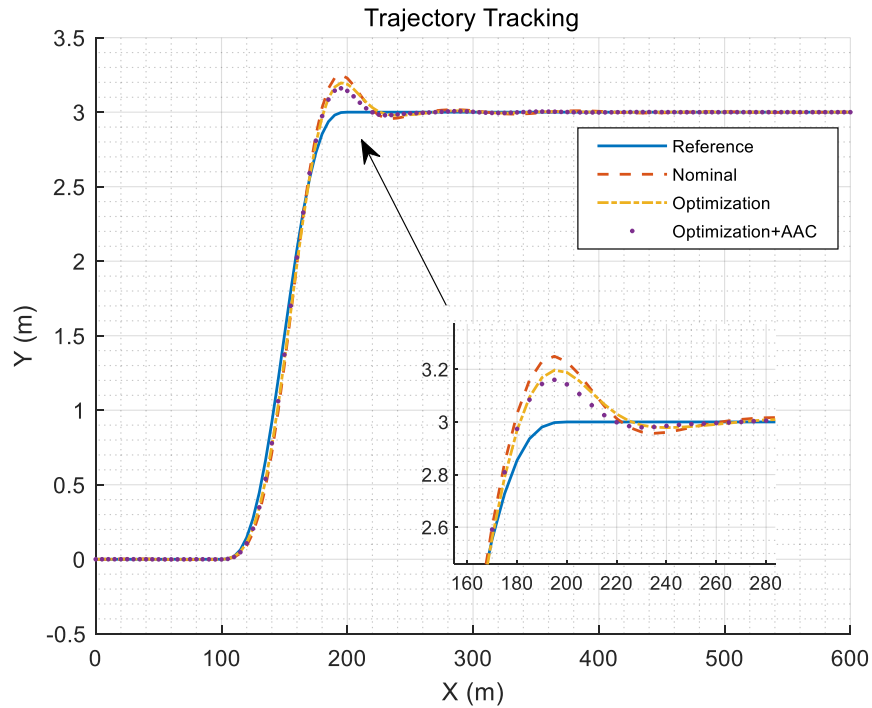 Trajectory Tracking
3.5
3
2.5
2
1.5
1
0.5
0
-0.5
Y (m)
Reference
Nominal
Optimization
Optimization+AAC
3.2
3
2.8
2.6
160 180 200 220 240 260 280
0 100 200 300 400 500 600
X (m)